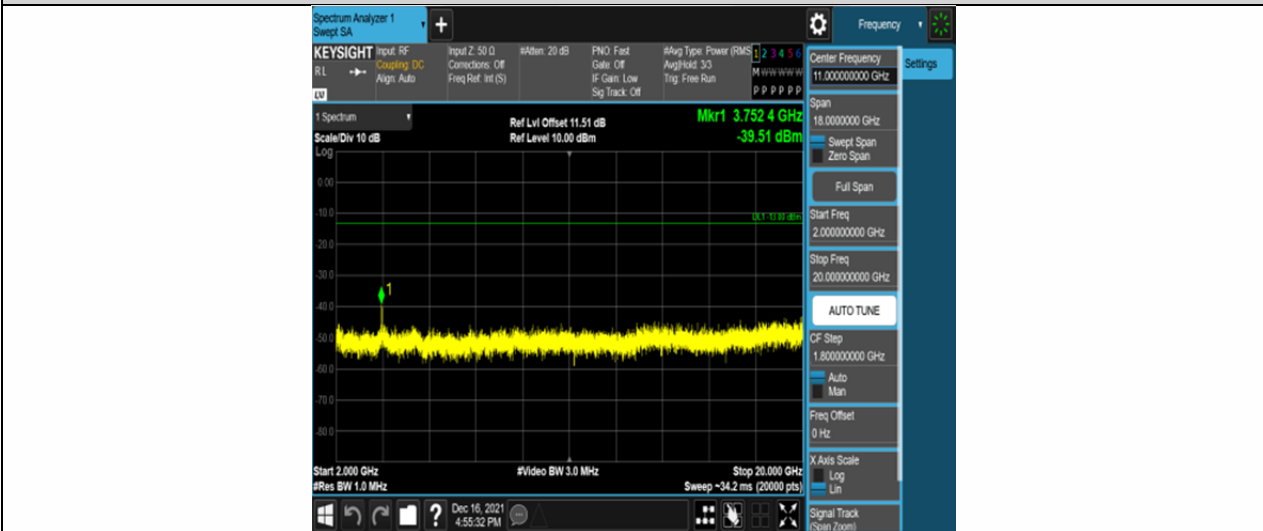 Spectrum Analyzer 1
Swept SA
+
Frequency
KEYSIGHT
RL
LV
Input: RF
Coupling: DC
Align: Auto
Input Z: 50 Ω
Corrections: Off
Freq Ref: Int (S)
#Atten: 20 dB
PNO: Fast
Gate: Off
IF Gain: Low
Sig Track: Off
#Avg Type: Power (RMS
Avg|Hold: 3/3
Trig: Free Run
1 2 3 4 5 6
M W W W W W
P P P P P P
1 Spectrum
Scale/Div 10 dB
Log
Ref Lvl Offset 11.51 dB
Ref Level 10.00 dBm
Mkr1 3.752 4 GHz
-39.51 dBm
0.00
-10.0
DL1 -13.00 dBm
-20.0
-30.0
1
-40.0
-50.0
-60.0
-70.0
-80.0
Start 2.000 GHz
#Video BW 3.0 MHz
Stop 20.000 GHz
#Res BW 1.0 MHz
Sweep ~34.2 ms (20000 pts)
?
Dec 16, 2021
4:55:32 PM
Center Frequency
11.000000000 GHz
Settings
Span
18.0000000 GHz
Swept Span
Zero Span
Full Span
Start Freq
2.000000000 GHz
Stop Freq
20.000000000 GHz
AUTO TUNE
CF Step
1.800000000 GHz
Auto
Man
Freq Offset
0 Hz
X Axis Scale
Log
Lin
Signal Track
(Span Zoom)